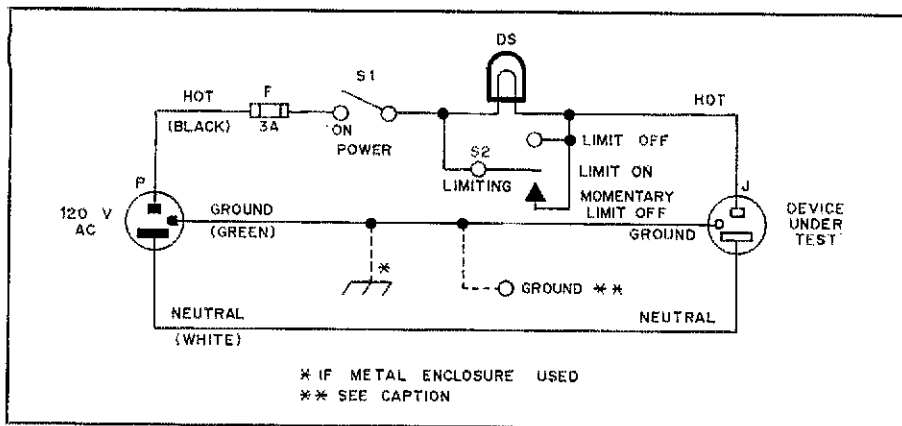 DS
S1
HOT
F
HOT
(BLACK)
3A
ON
POWER
LIMIT OFF
S2
LIMITING
LIMIT ON
P
MOMENTARY
LIMIT OFF
J
120 V
AC
GROUND
(GREEN)
GROUND
DEVICE
UNDER
TEST
*
GROUND **
NEUTRAL
(WHITE)
NEUTRAL
* IF METAL ENCLOSURE USED
** SEE CAPTION